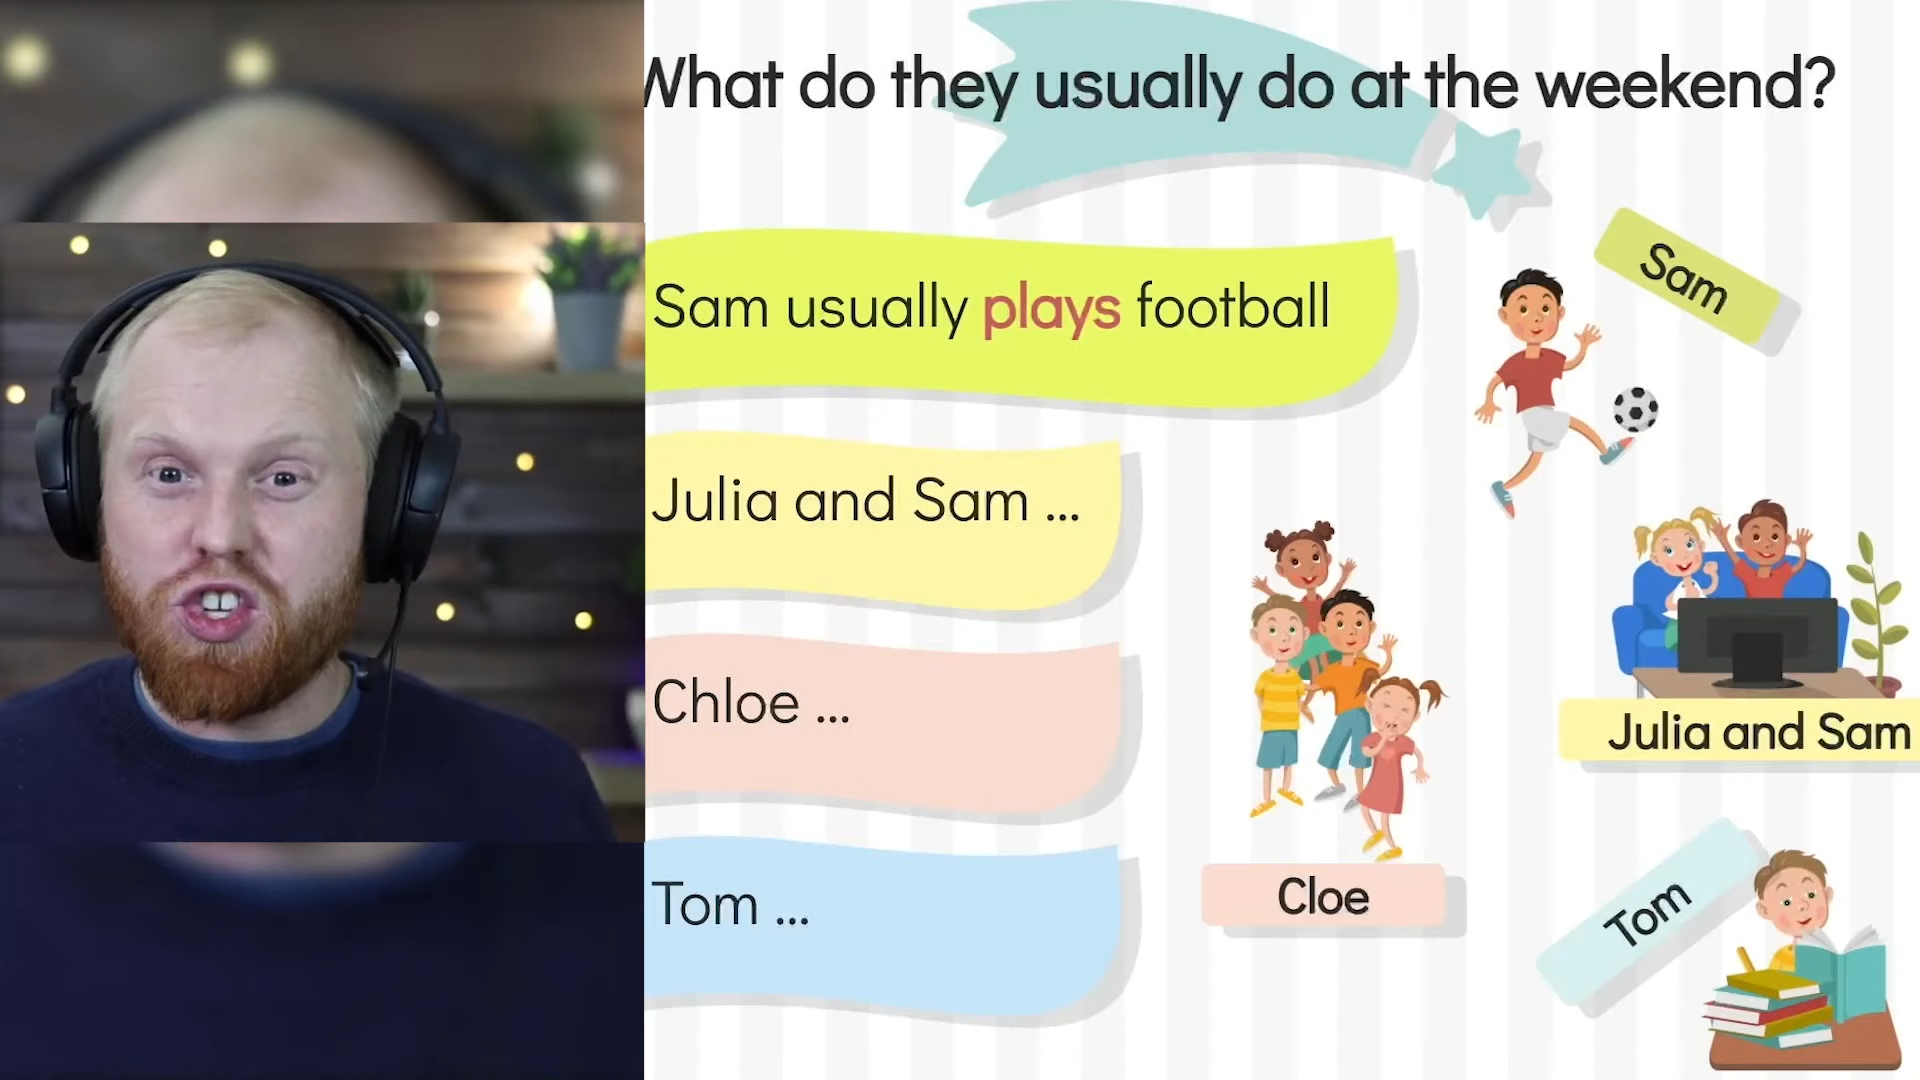 What do they usually do at the weekend?
Sam usually plays football
Sam
Julia and Sam ...
Julia and Sam
Chloe ...
Cloe
Tom ...
Tom